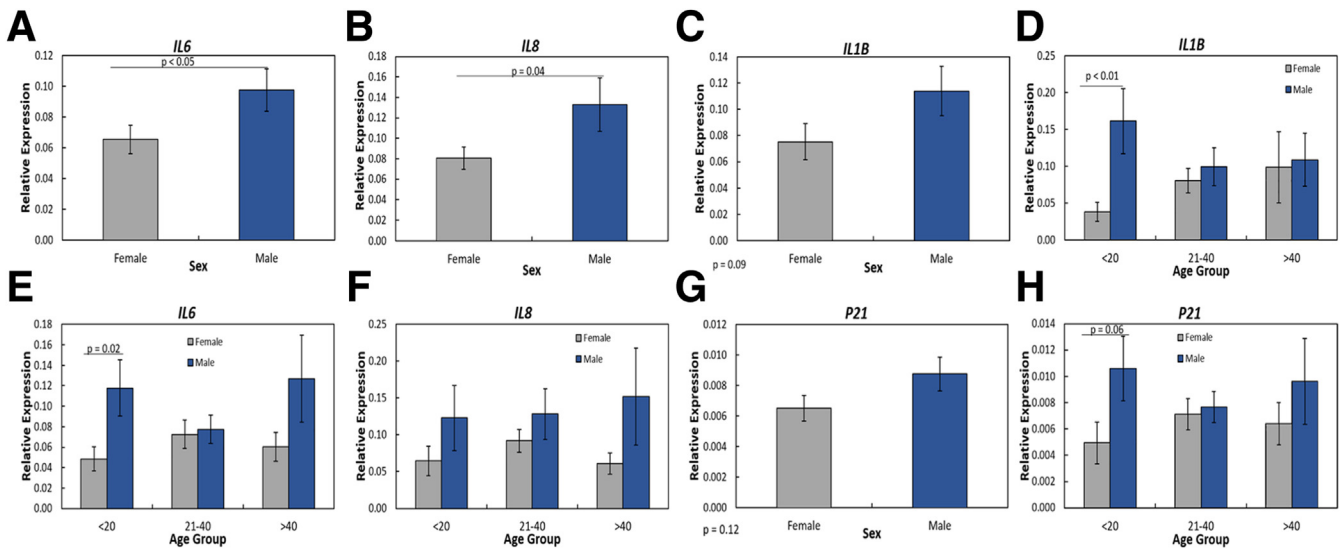 A
IL6
Relative Expression
0.12
0.10
0.08
0.06
0.04
0.02
0.00
p < 0.05
Female
Male
Sex
B
IL8
Relative Expression
0.18
0.16
0.14
0.12
0.10
0.08
0.06
0.04
0.02
0.00
p = 0.04
Female
Male
Sex
C
IL1B
Relative Expression
0.14
0.12
0.10
0.08
0.06
0.04
0.02
0.00
Female
Male
p = 0.09
Sex
D
IL1B
Relative Expression
0.25
0.20
0.15
0.10
0.05
0.00
p < 0.01
Female
Male
<20
21-40
>40
Age Group
E
IL6
Relative Expression
0.18
0.16
0.14
0.12
0.10
0.08
0.06
0.04
0.02
0.00
p = 0.02
Female
Male
<20
21-40
>40
Age Group
F
IL8
Relative Expression
0.25
0.20
0.15
0.10
0.05
0.00
Female
Male
<20
21-40
>40
Age Group
G
P21
Relative Expression
0.012
0.010
0.008
0.006
0.004
0.002
0.000
Female
Male
p = 0.12
Sex
H
P21
Relative Expression
0.014
0.012
0.010
0.008
0.006
0.004
0.002
0.000
p = 0.06
Female
Male
<20
21-40
>40
Age Group